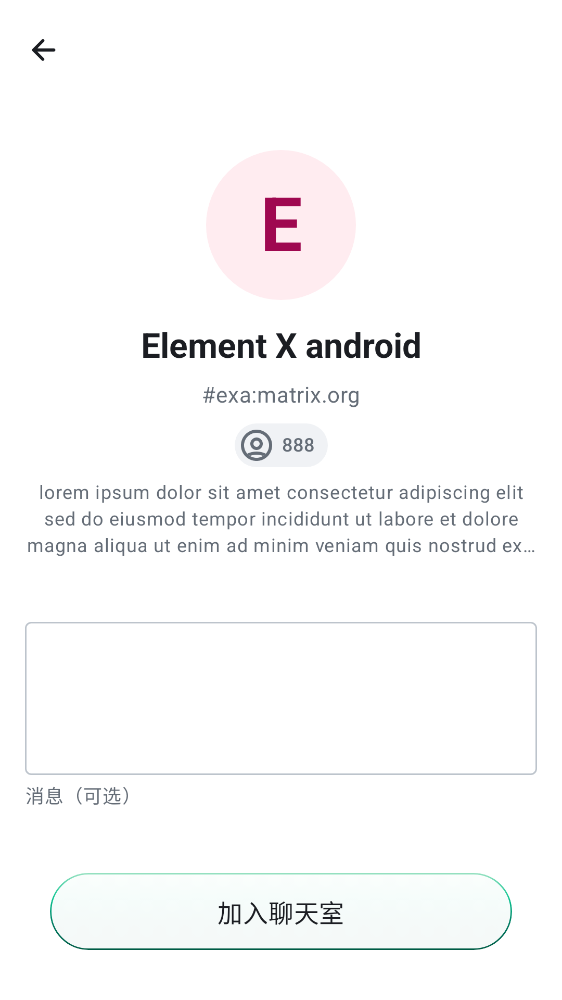 E
Element X android
#exa:matrix.org
888
lorem ipsum dolor sit amet consectetur adipiscing elit
sed do eiusmod tempor incididunt ut labore et dolore
magna aliqua ut enim ad minim veniam quis nostrud ex…
消息（可选）
加入聊天室